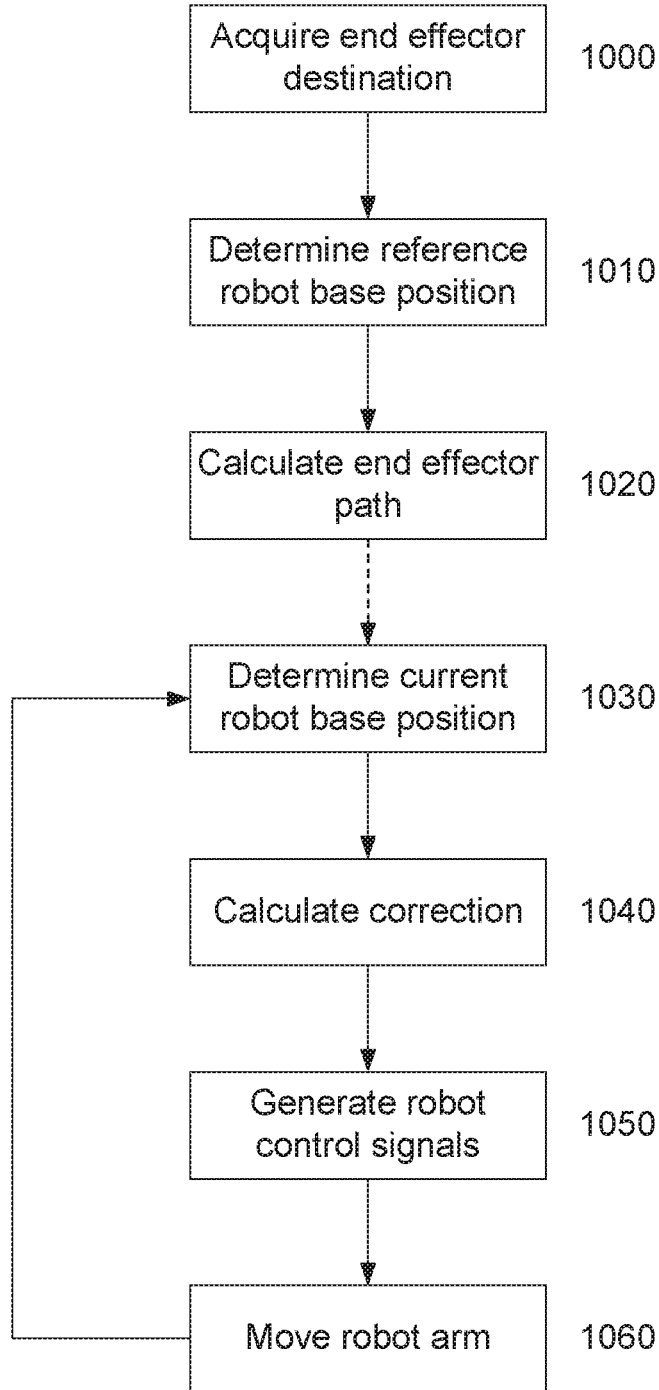 Acquire end effector
destination
1000
Determine reference
robot base position
1010
Calculate end effector
path
1020
Determine current
robot base position
1030
Calculate correction
1040
Generate robot
control signals
1050
Move robot arm
1060